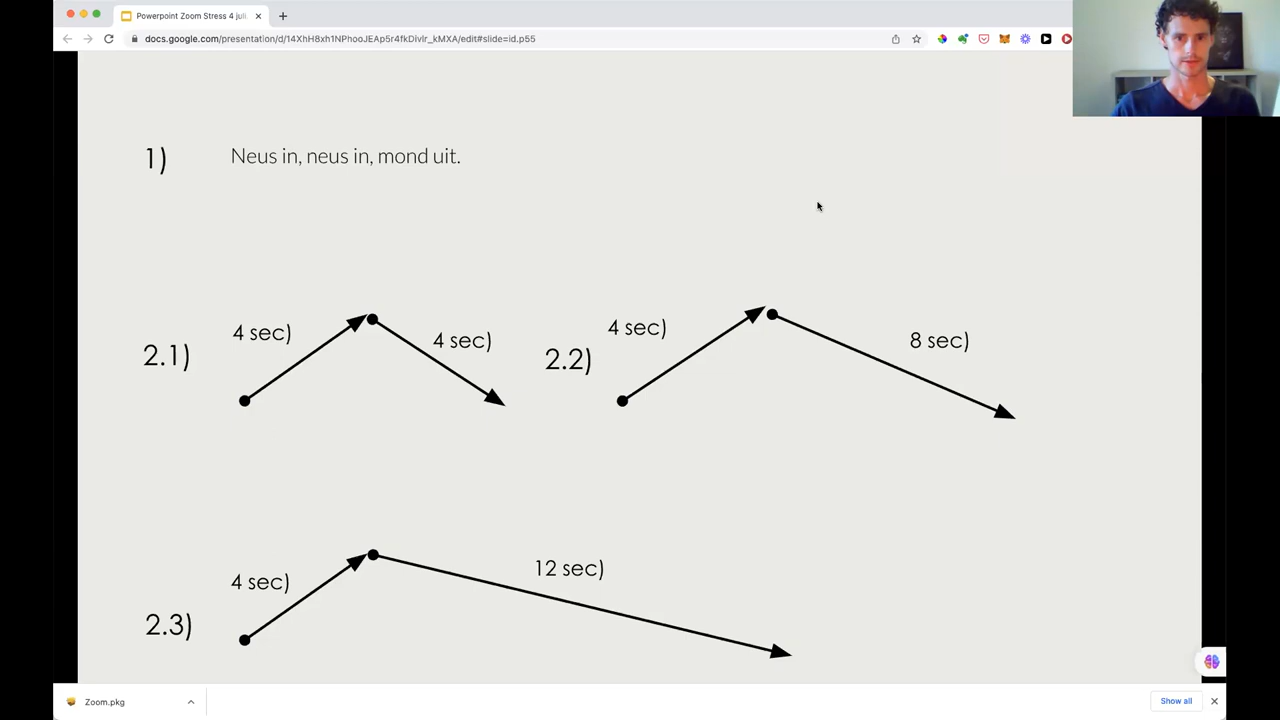 Powerpoint Zoom Stress 4 juli
docs.google.com/presentation/d/14XhH8xh1NPhooJEAp5r4fkDivlr_kMXA/edit#slide=id.p55
1) Neus in, neus in, mond uit.
2.1) 4 sec) 4 sec)
2.2) 4 sec) 8 sec)
2.3) 4 sec) 12 sec)
Zoom.pkg
Show all